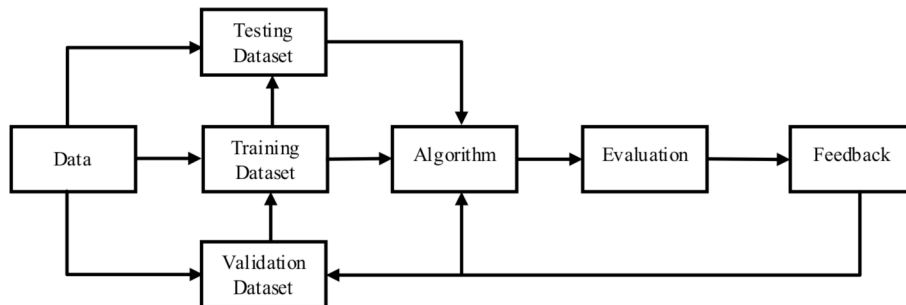 Testing
Dataset
Data
Training
Dataset
Algorithm
Evaluation
Feedback
Validation
Dataset